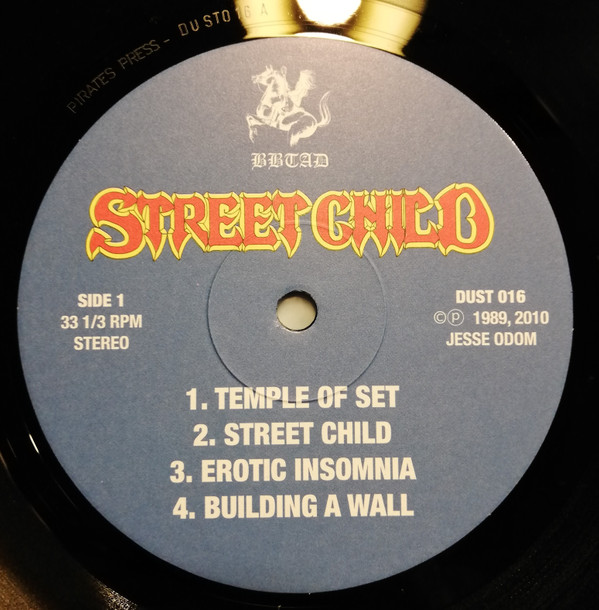 PIRATES PRESS - DUST016 A
BBTAD
STREET CHILD
SIDE 1
33 1/3 RPM
STEREO
DUST 016
©℗ 1989, 2010
JESSE ODOM
1. TEMPLE OF SET
2. STREET CHILD
3. EROTIC INSOMNIA
4. BUILDING A WALL